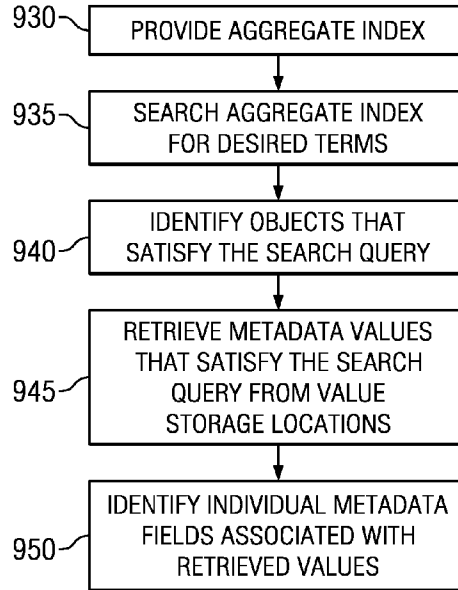 930
PROVIDE AGGREGATE INDEX
935
SEARCH AGGREGATE INDEX
FOR DESIRED TERMS
940
IDENTIFY OBJECTS THAT
SATISFY THE SEARCH QUERY
945
RETRIEVE METADATA VALUES
THAT SATISFY THE SEARCH
QUERY FROM VALUE
STORAGE LOCATIONS
950
IDENTIFY INDIVIDUAL METADATA
FIELDS ASSOCIATED WITH
RETRIEVED VALUES